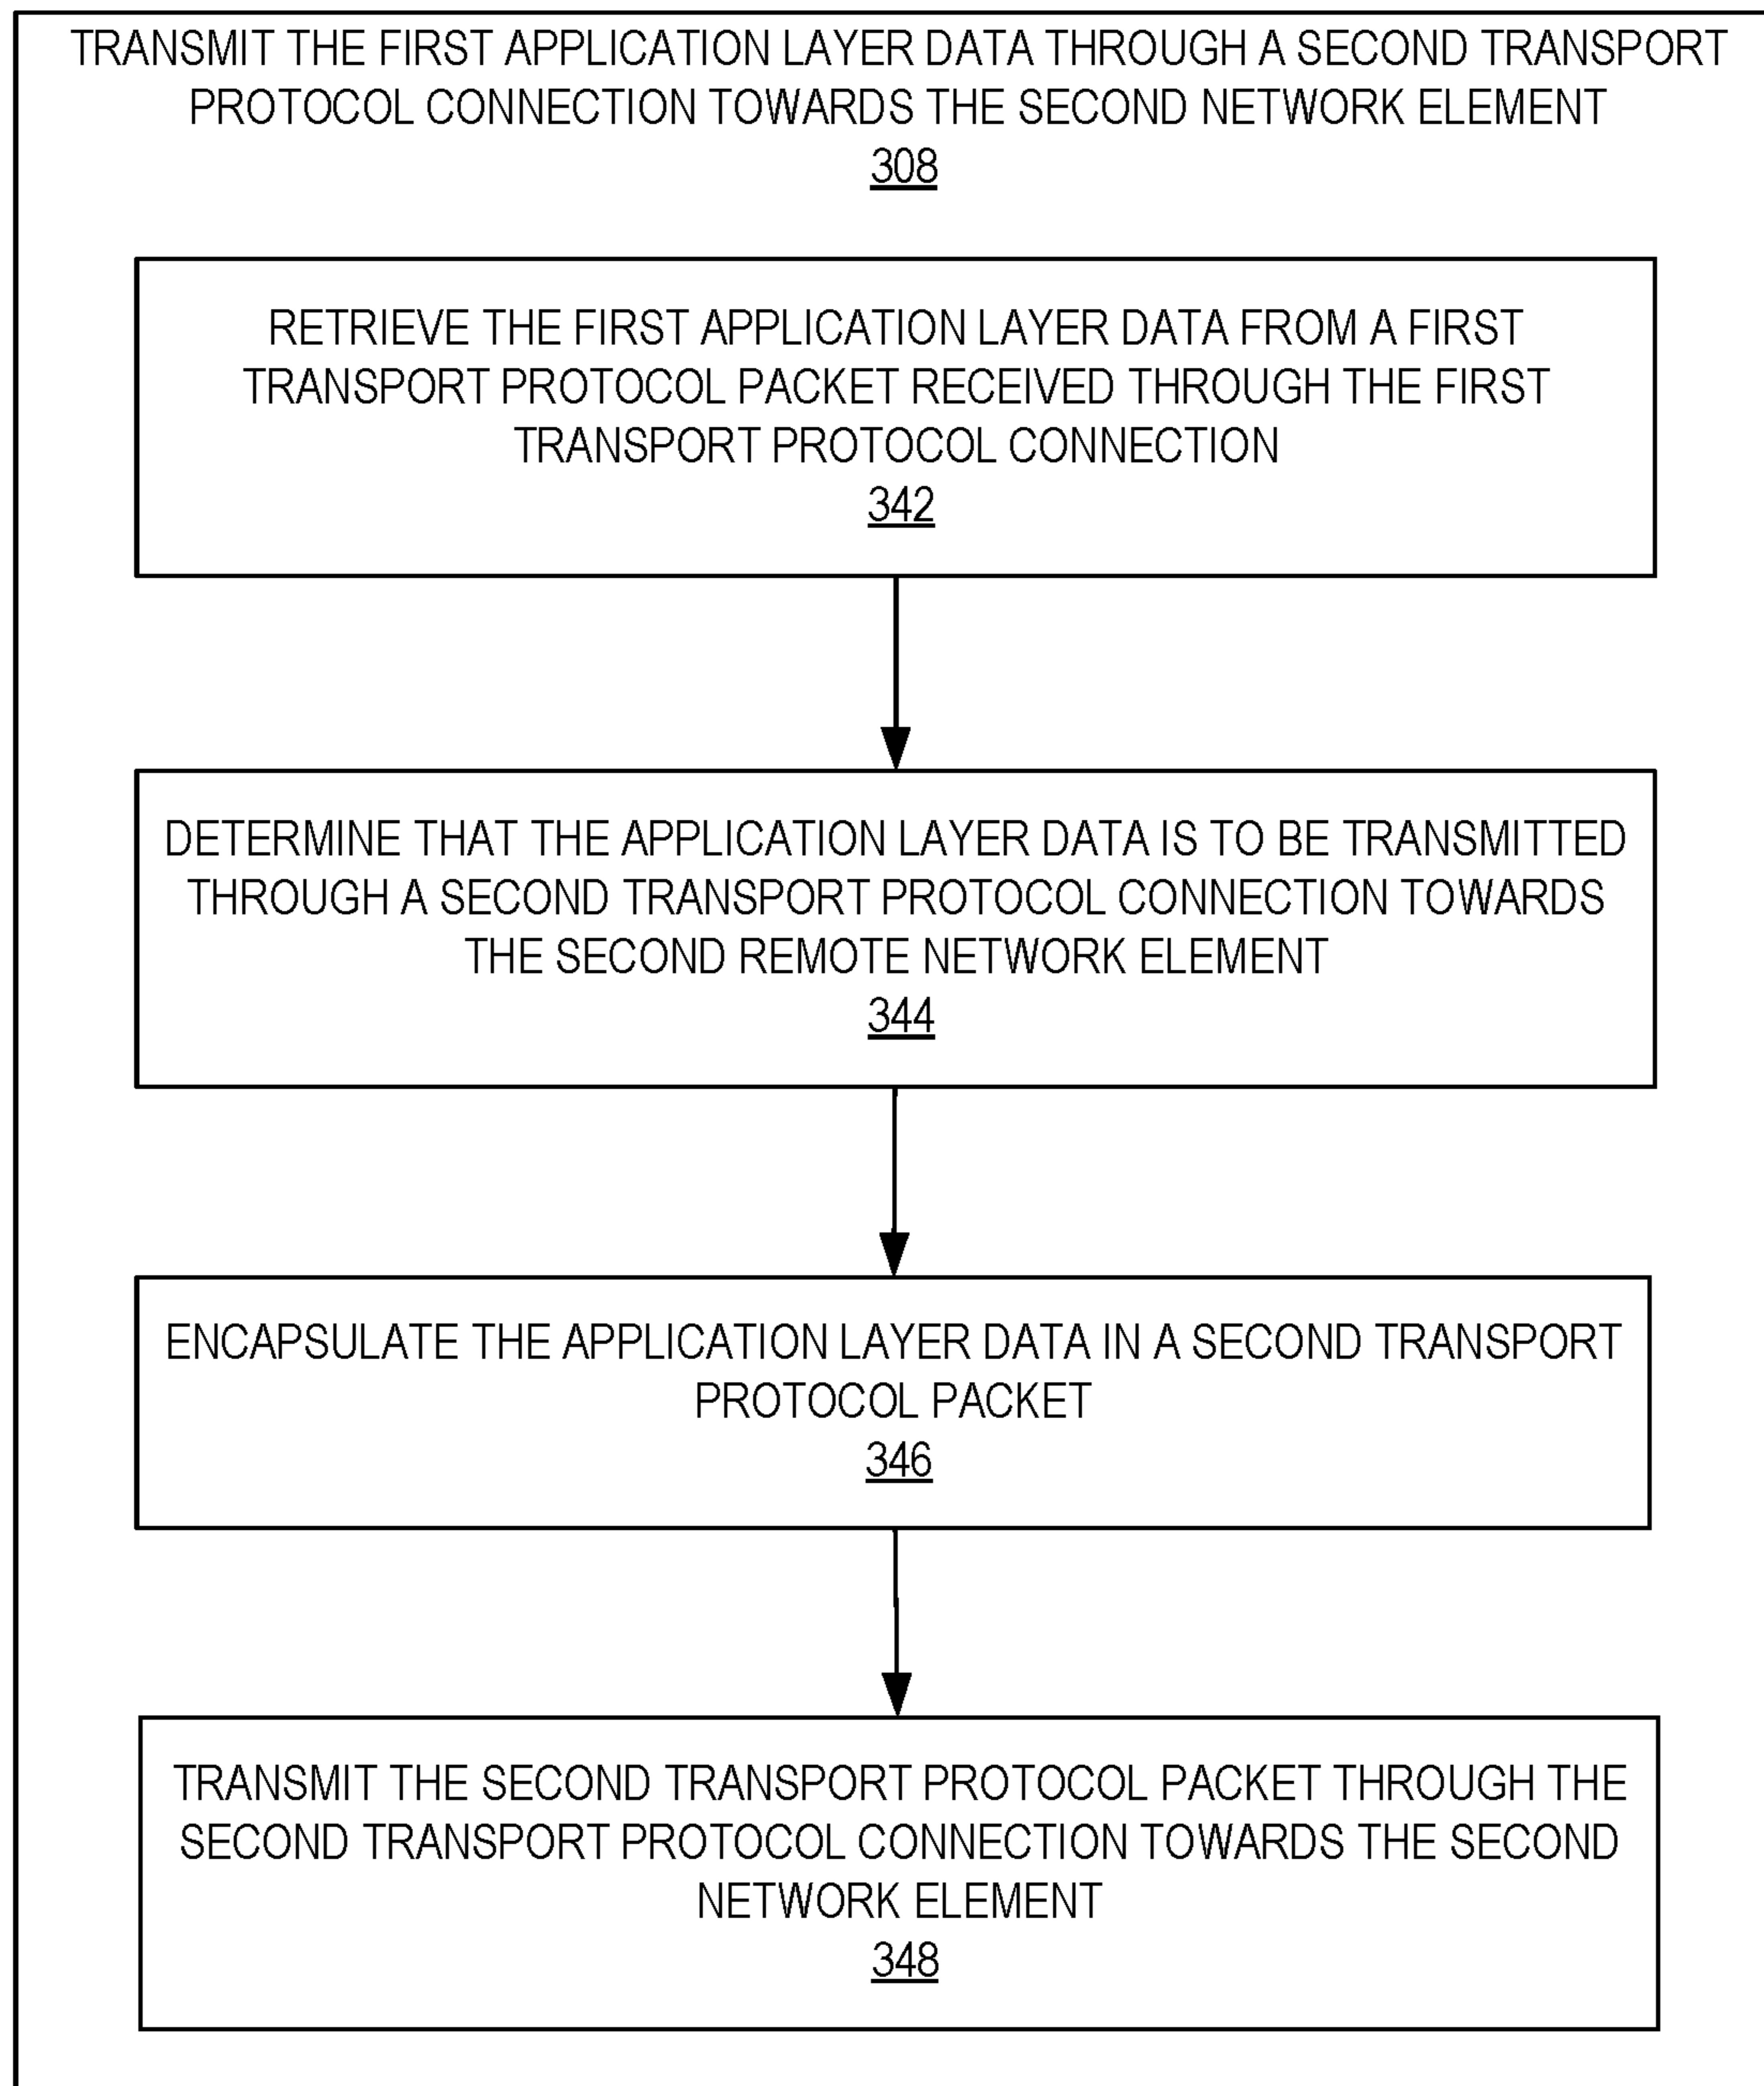 TRANSMIT THE FIRST APPLICATION LAYER DATA THROUGH A SECOND TRANSPORT
PROTOCOL CONNECTION TOWARDS THE SECOND NETWORK ELEMENT
308
RETRIEVE THE FIRST APPLICATION LAYER DATA FROM A FIRST
TRANSPORT PROTOCOL PACKET RECEIVED THROUGH THE FIRST
TRANSPORT PROTOCOL CONNECTION
342
DETERMINE THAT THE APPLICATION LAYER DATA IS TO BE TRANSMITTED
THROUGH A SECOND TRANSPORT PROTOCOL CONNECTION TOWARDS
THE SECOND REMOTE NETWORK ELEMENT
344
ENCAPSULATE THE APPLICATION LAYER DATA IN A SECOND TRANSPORT
PROTOCOL PACKET
346
TRANSMIT THE SECOND TRANSPORT PROTOCOL PACKET THROUGH THE
SECOND TRANSPORT PROTOCOL CONNECTION TOWARDS THE SECOND
NETWORK ELEMENT
348